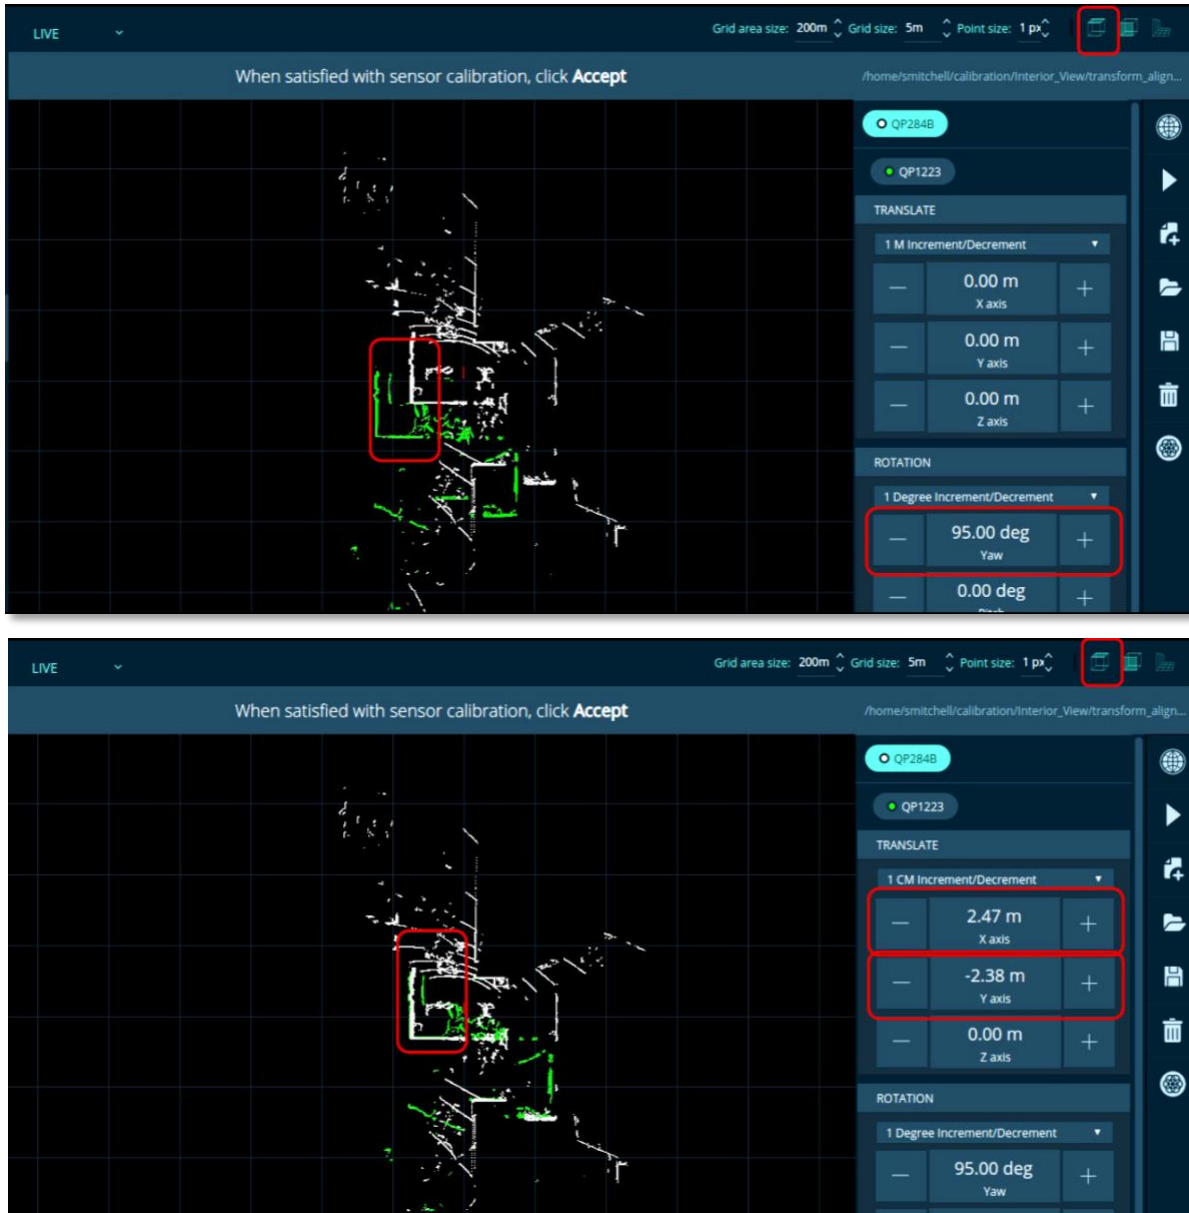 LIVE
Grid area size: 200m Grid size: 5m Point size: 1 px
When satisfied with sensor calibration, click Accept
/home/smitchell/calibration/Interior_View/transform_align...
QP284B
QP1223
TRANSLATE
1 M Increment/Decrement
0.00 m
X axis
0.00 m
Y axis
0.00 m
Z axis
ROTATION
1 Degree Increment/Decrement
95.00 deg
Yaw
0.00 deg
Pitch
LIVE
Grid area size: 200m Grid size: 5m Point size: 1 px
When satisfied with sensor calibration, click Accept
/home/smitchell/calibration/Interior_View/transform_align...
QP284B
QP1223
TRANSLATE
1 CM Increment/Decrement
2.47 m
X axis
-2.38 m
Y axis
0.00 m
Z axis
ROTATION
1 Degree Increment/Decrement
95.00 deg
Yaw